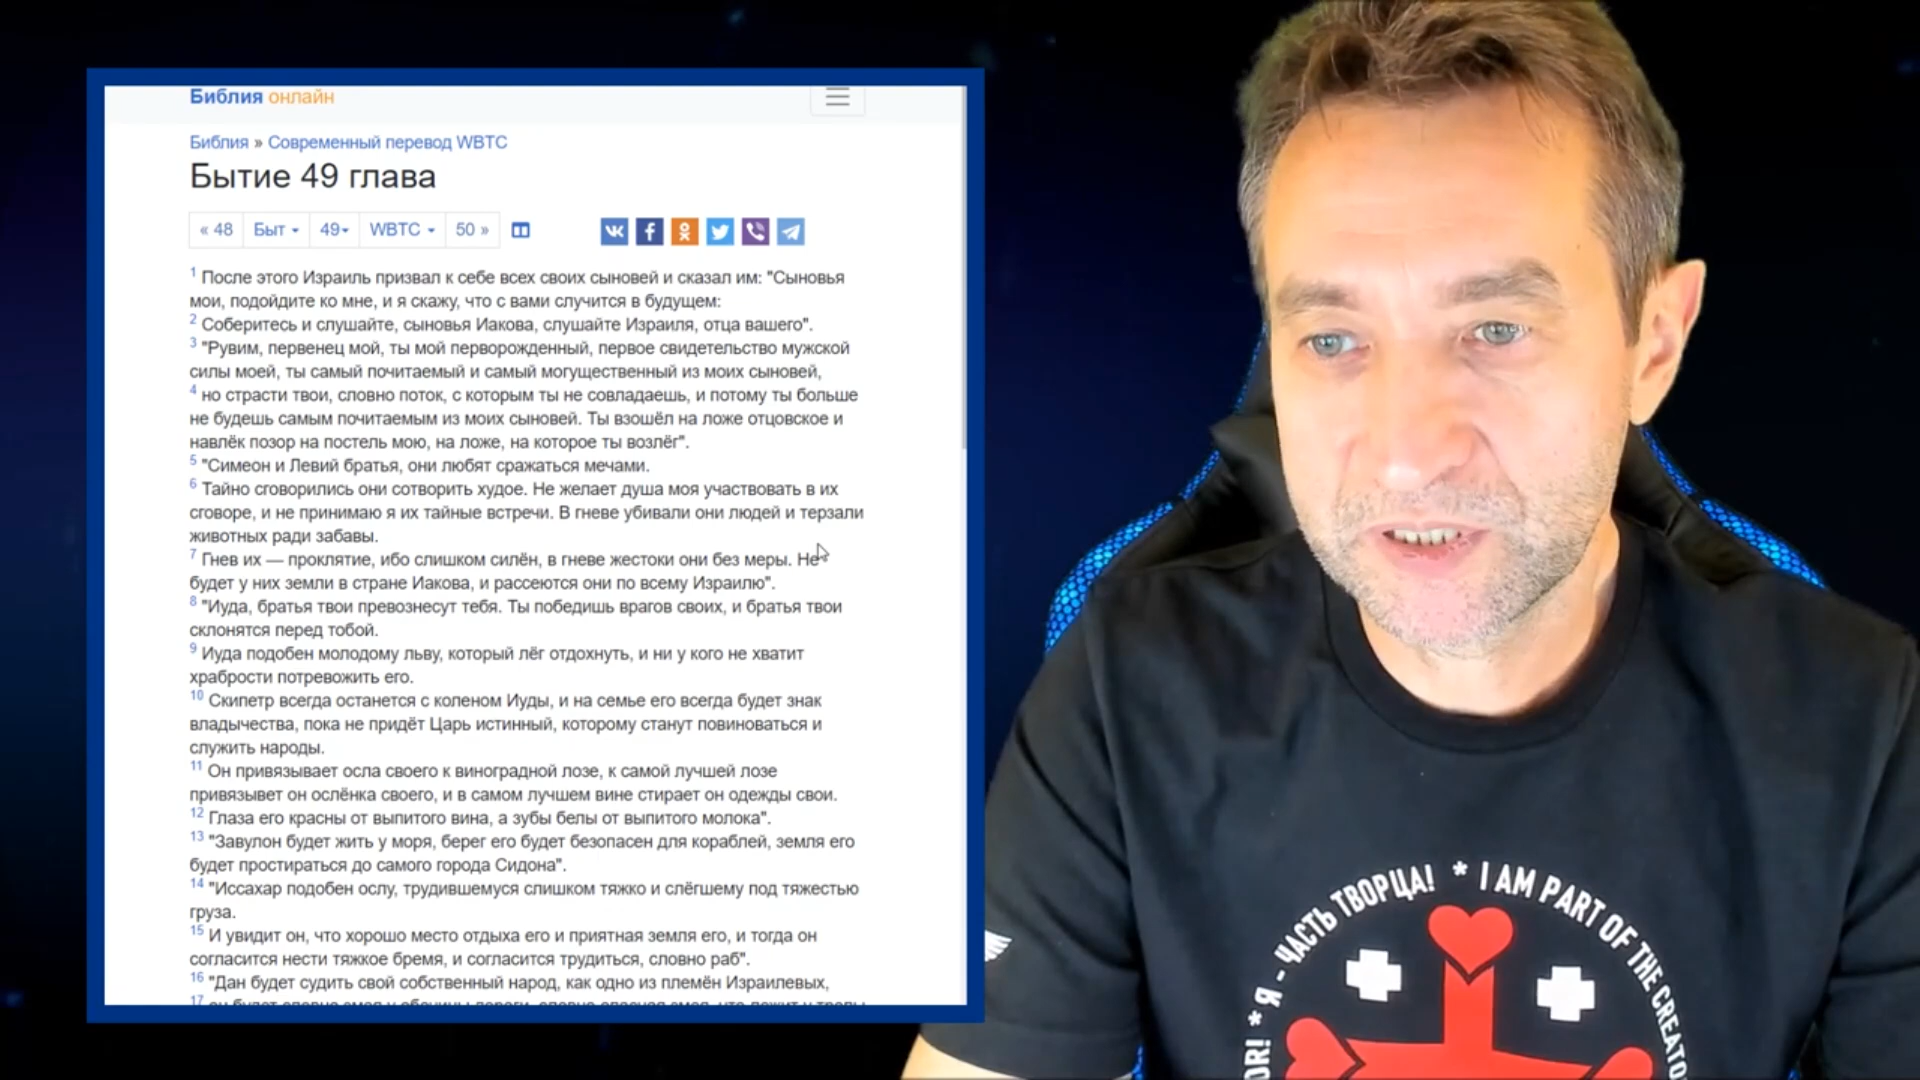 Библия онлайн
Библия » Современный перевод WBTC
Бытие 49 глава
« 48 Быт 49 WBTC 50 »
1 После этого Израиль призвал к себе всех своих сыновей и сказал им: "Сыновья
мои, подойдите ко мне, и я скажу, что с вами случится в будущем:
2 Соберитесь и слушайте, сыновья Иакова, слушайте Израиля, отца вашего".
3 "Рувим, первенец мой, ты мой перворожденный, первое свидетельство мужской
силы моей, ты самый почитаемый и самый могущественный из моих сыновей,
4 но страсти твои, словно поток, с которым ты не совладаешь, и потому ты больше
не будешь самым почитаемым из моих сыновей. Ты взошёл на ложе отцовское и
навлёк позор на постель мою, на ложе, на которое ты возлёг".
5 "Симеон и Левий братья, они любят сражаться мечами.
6 Тайно сговорились они сотворить худое. Не желает душа моя участвовать в их
сговоре, и не принимаю я их тайные встречи. В гневе убивали они людей и терзали
животных ради забавы.
7 Гнев их — проклятие, ибо слишком силён, в гневе жестоки они без меры. Не
будет у них земли в стране Иакова, и рассеются они по всему Израилю".
8 "Иуда, братья твои превознесут тебя. Ты победишь врагов своих, и братья твои
склонятся перед тобой.
9 Иуда подобен молодому льву, который лёг отдохнуть, и ни у кого не хватит
храбрости потревожить его.
10 Скипетр всегда останется с коленом Иуды, и на семье его всегда будет знак
владычества, пока не придёт Царь истинный, которому станут повиноваться и
служить народы.
11 Он привязывает осла своего к виноградной лозе, к самой лучшей лозе
привязывет он ослёнка своего, и в самом лучшем вине стирает он одежды свои.
12 Глаза его красны от выпитого вина, а зубы белы от выпитого молока".
13 "Завулон будет жить у моря, берег его будет безопасен для кораблей, земля его
будет простираться до самого города Сидона".
14 "Иссахар подобен ослу, трудившемуся слишком тяжко и слёгшему под тяжестью
груза.
15 И увидит он, что хорошо место отдыха его и приятная земля его, и тогда он
согласится нести тяжкое бремя, и согласится трудиться, словно раб".
16 "Дан будет судить свой собственный народ, как одно из племён Израилевых,
17
* Я - ЧАСТЬ ТВОРЦА! * I AM PART OF THE